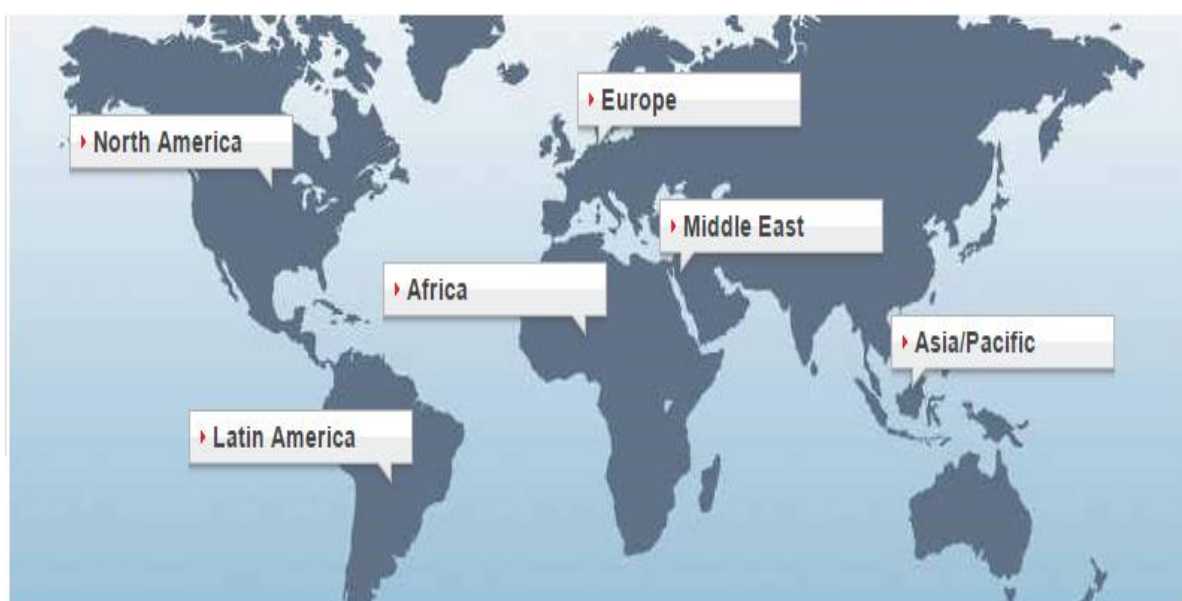 Europe
North America
Middle East
Africa
Asia/Pacific
Latin America